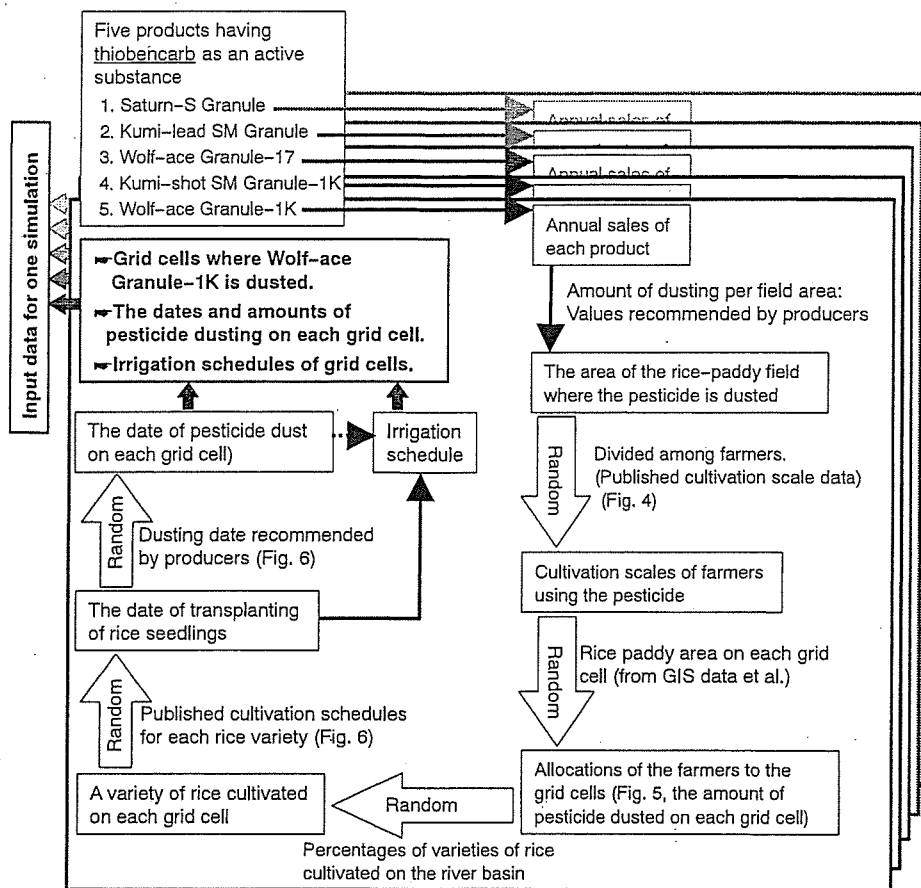 Five products having
thiobencarb as an active
substance
1. Saturn-S Granule
2. Kumi-lead SM Granule
3. Wolf-ace Granule-17
4. Kumi-shot SM Granule-1K
5. Wolf-ace Granule-1K
Annual sales of
Annual sales of
Annual sales of
each product
Input data for one simulation
☛Grid cells where Wolf-ace
Granule-1K is dusted.
☛The dates and amounts of
pesticide dusting on each grid cell.
☛Irrigation schedules of grid cells.
Amount of dusting per field area:
Values recommended by producers
The area of the rice-paddy field
where the pesticide is dusted
Random
Divided among farmers.
(Published cultivation scale data)
(Fig. 4)
Cultivation scales of farmers
using the pesticide
Random
Rice paddy area on each grid
cell (from GIS data et al.)
Allocations of the farmers to the
grid cells (Fig. 5, the amount of
pesticide dusted on each grid cell)
Random
Percentages of varieties of rice
cultivated on the river basin
A variety of rice cultivated
on each grid cell
Random
Published cultivation schedules
for each rice variety (Fig. 6)
The date of transplanting
of rice seedlings
Random
Dusting date recommended
by producers (Fig. 6)
The date of pesticide dust
on each grid cell)
Irrigation
schedule